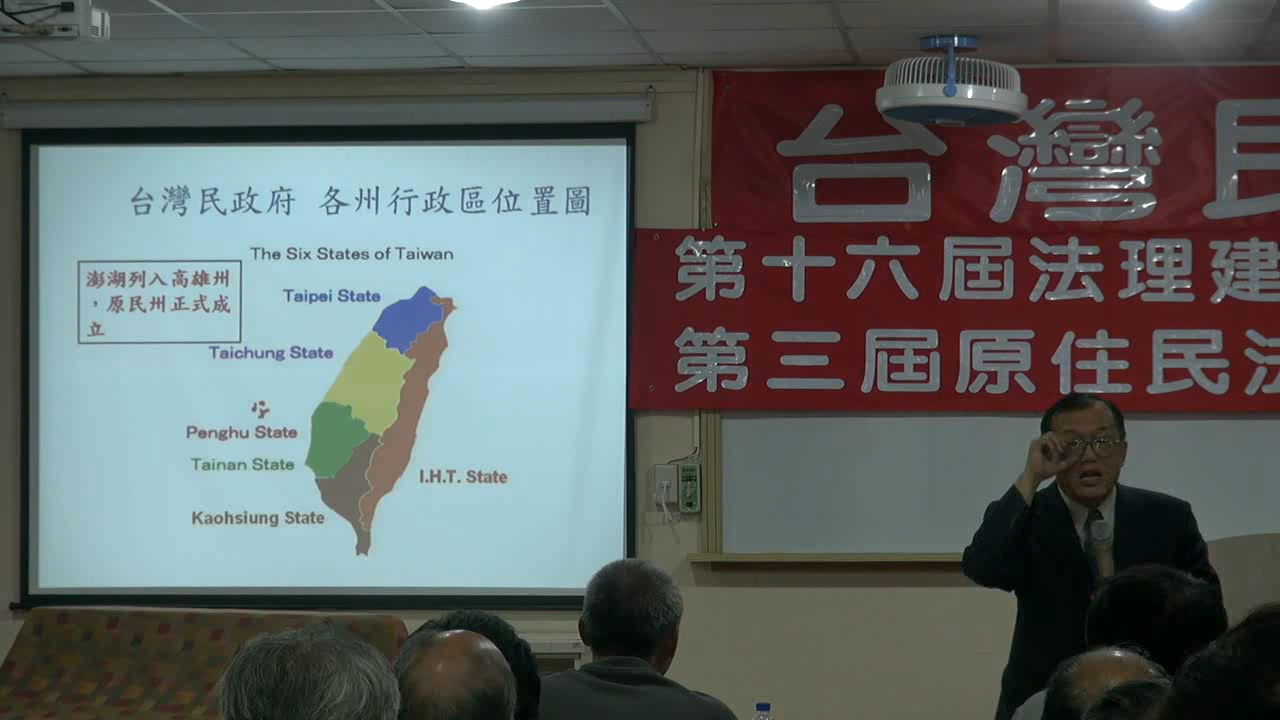 台灣民政府 各州行政區位置圖
The Six States of Taiwan
澎湖列入高雄州
，原民州正式成
立
Taipei State
Taichung State
Penghu State
Tainan State
I.H.T. State
Kaohsiung State
台灣民
第十六屆法理建
第三屆原住民法